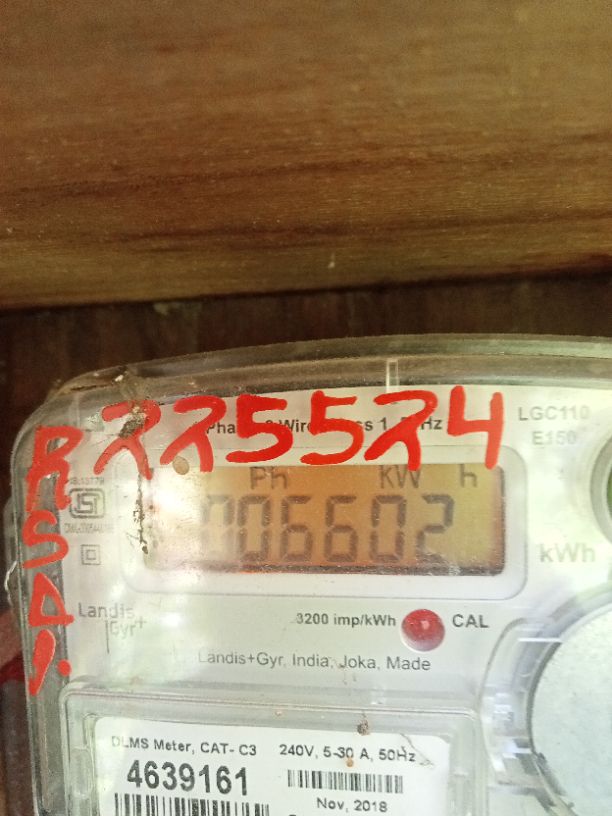 225524
LGC110
E150
Ph kW h
006602
kWh
RSD1.
Landis
Gyr+
3200 imp/kWh CAL
Landis+Gyr, India, Joka, Made
DLMS Meter, CAT- C3 240V, 5-30 A, 50Hz
4639161
Nov, 2018